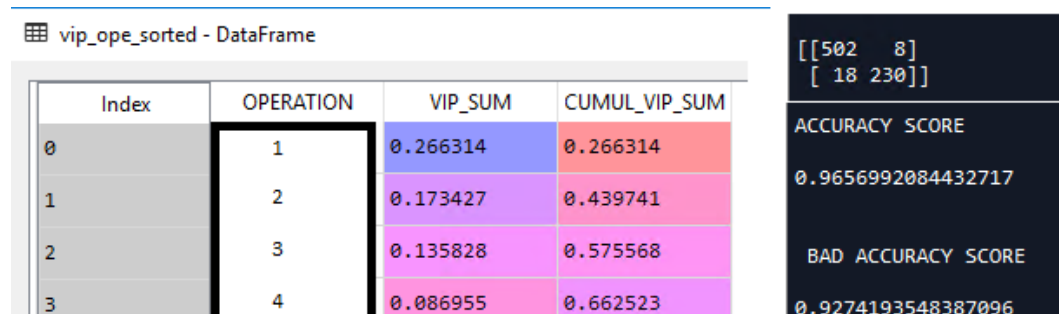 vip_ope_sorted - DataFrame
Index OPERATION VIP_SUM CUMUL_VIP_SUM
0 1 0.266314 0.266314
1 2 0.173427 0.439741
2 3 0.135828 0.575568
3 4 0.086955 0.662523
[[502 8]
[ 18 230]]
ACCURACY SCORE
0.9656992084432717
BAD ACCURACY SCORE
0.9274193548387096